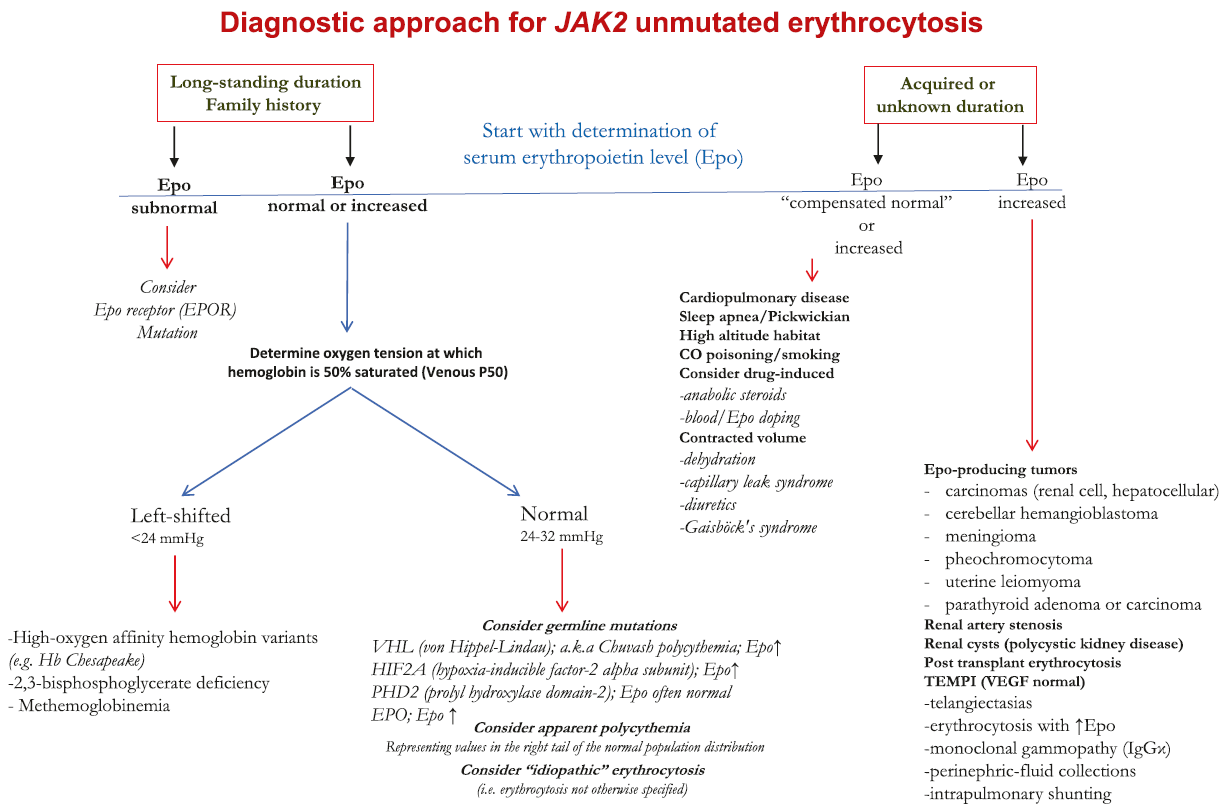 Diagnostic approach for JAK2 unmutated erythrocytosis
Long-standing duration
Family history
Acquired or
unknown duration
Start with determination of
serum erythropoietin level (Epo)
Epo
subnormal
Epo
normal or increased
Epo
“compensated normal”
or
increased
Epo
increased
Consider
Epo receptor (EPOR)
Mutation
Determine oxygen tension at which
hemoglobin is 50% saturated (Venous P50)
Left-shifted
<24 mmHg
Normal
24-32 mmHg
-High-oxygen affinity hemoglobin variants
(e.g. Hb Chesapeake)
-2,3-bisphosphoglycerate deficiency
- Methemoglobinemia
Consider germline mutations
VHL (von Hippel-Lindau); a.k.a Chuvash polycythemia; Epo↑
HIF2A (hypoxia-inducible factor-2 alpha subunit); Epo↑
PHD2 (prolyl hydroxylase domain-2); Epo often normal
EPO; Epo ↑
Consider apparent polycythemia
Representing values in the right tail of the normal population distribution
Consider “idiopathic” erythrocytosis
(i.e. erythrocytosis not otherwise specified)
Cardiopulmonary disease
Sleep apnea/Pickwickian
High altitude habitat
CO poisoning/smoking
Consider drug-induced
-anabolic steroids
-blood/Epo doping
Contracted volume
-dehydration
-capillary leak syndrome
-diuretics
-Gaisböck's syndrome
Epo-producing tumors
- carcinomas (renal cell, hepatocellular)
- cerebellar hemangioblastoma
- meningioma
- pheochromocytoma
- uterine leiomyoma
- parathyroid adenoma or carcinoma
Renal artery stenosis
Renal cysts (polycystic kidney disease)
Post transplant erythrocytosis
TEMPI (VEGF normal)
-telangiectasias
-erythrocytosis with ↑Epo
-monoclonal gammopathy (IgGϰ)
-perinephric-fluid collections
-intrapulmonary shunting